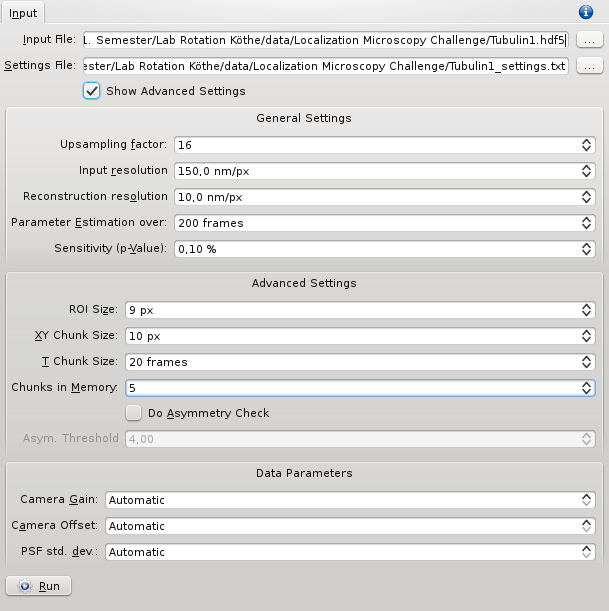 Input
Input File: 1. Semester/Lab Rotation Köthe/data/Localization Microscopy Challenge/Tubulin1.hdf5 ...
Settings File: ester/Lab Rotation Köthe/data/Localization Microscopy Challenge/Tubulin1_settings.txt ...
Show Advanced Settings
General Settings
Upsampling factor: 16
Input resolution 150,0 nm/px
Reconstruction resolution 10,0 nm/px
Parameter Estimation over: 200 frames
Sensitivity (p-Value): 0,10 %
Advanced Settings
ROI Size: 9 px
XY Chunk Size: 10 px
T Chunk Size: 20 frames
Chunks in Memory: 5
Do Asymmetry Check
Asym. Threshold 4,00
Data Parameters
Camera Gain: Automatic
Camera Offset: Automatic
PSF std. dev.: Automatic
Run